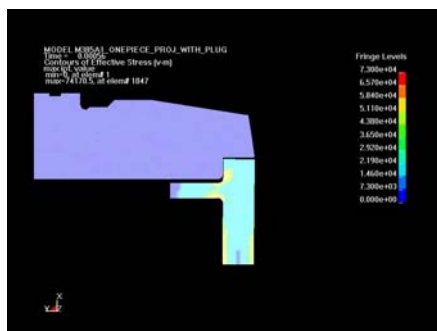 MODEL M385A1_ONEPIECE_PROJ_WITH_PLUG
Time = 0.00056
Contours of Effective Stress (v-m)
max ipt. value
min=0, at elem# 1
max=74170.5, at elem# 1847
Fringe Levels
7.300e+04
6.570e+04
5.840e+04
5.110e+04
4.380e+04
3.650e+04
2.920e+04
2.190e+04
1.460e+04
7.300e+03
0.000e+00
X
Y Z